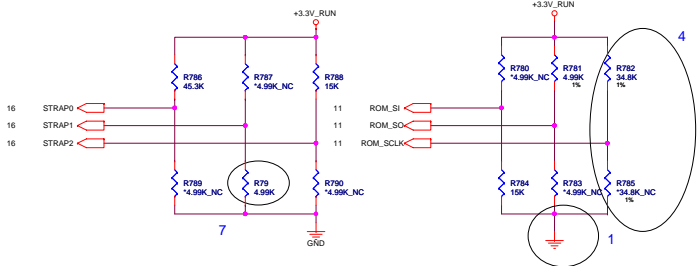 +3.3V_RUN
R786
45.3K
R787
*4.99K_NC
R788
15K
16 STRAP0
16 STRAP1
16 STRAP2
R789
*4.99K_NC
R79
4.99K
R790
*4.99K_NC
7
GND
+3.3V_RUN
4
R780
*4.99K_NC
R781
4.99K
1%
R782
34.8K
1%
11 ROM_SI
11 ROM_SO
11 ROM_SCLK
R784
15K
R783
*4.99K_NC
R785
*34.8K_NC
1%
1